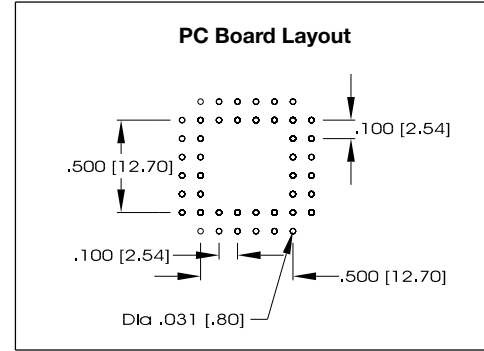 PC Board Layout
.100 [2.54]
.500 [12.70]
.100 [2.54]
.500 [12.70]
Dia .031 [.80]